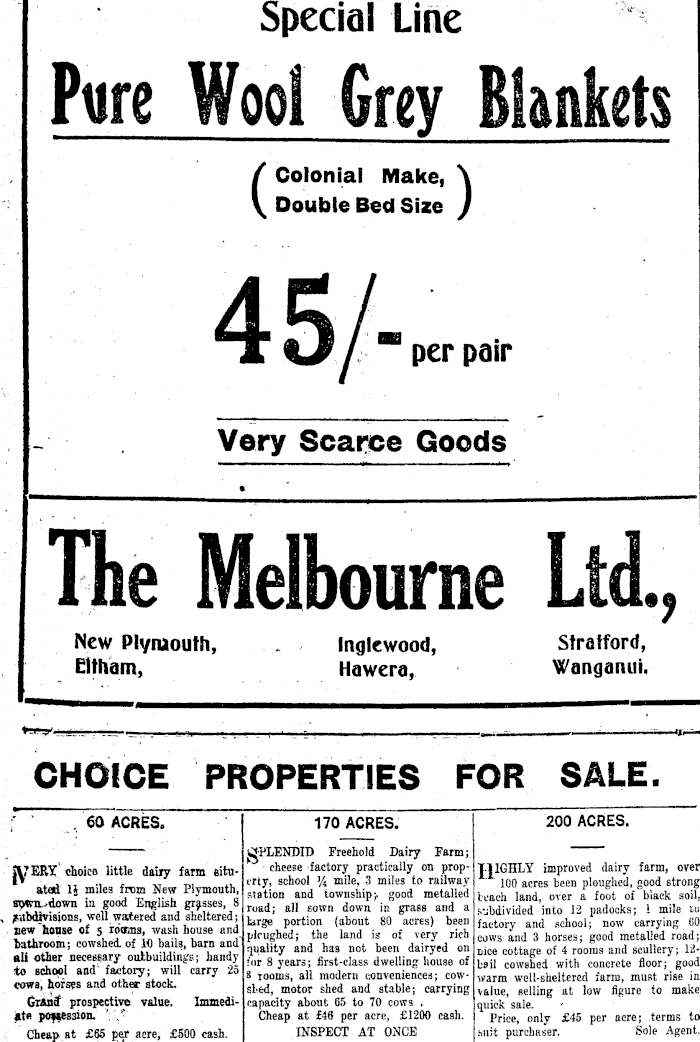 Special Line
Pure Wool Grey Blankets
(Colonial Make,
Double Bed Size)
45/- per pair
Very Scarce Goods
The Melbourne Ltd.,
New Plymouth, Inglewood, Stratford,
Eltham, Hawera, Wanganui.
CHOICE PROPERTIES FOR SALE.
60 ACRES.
VERY choice little dairy farm situ-
ated 1½ miles from New Plymouth,
sown down in good English grasses, 8
subdivisions, well watered and sheltered;
new house of 5 rooms, wash house and
bathroom; cowshed of 10 bails, barn and
all other necessary outbuildings; handy
to school and factory; will carry 25
cows, horses and other stock.
Grand prospective value. Immedi-
ate possession.
Cheap at £65 per acre, £500 cash.
170 ACRES.
SPLENDID Freehold Dairy Farm;
cheese factory practically on prop-
erty, school ¼ mile, 3 miles to railway
station and township; good metalled
road; all sown down in grass and a
large portion (about 80 acres) been
ploughed; the land is of very rich
quality and has not been dairyed on
for 8 years; first-class dwelling house of
8 rooms, all modern conveniences; cow-
shed, motor shed and stable; carrying
capacity about 65 to 70 cows .
Cheap at £46 per acre, £1200 cash.
INSPECT AT ONCE
200 ACRES.
HIGHLY improved dairy farm, over
100 acres been ploughed, good strong
beach land, over a foot of black soil,
subdivided into 12 padocks; 1 mile to
factory and school; now carrying 60
cows and 3 horses; good metalled road;
nice cottage of 4 rooms and scullery; 12-
bail cowshed with concrete floor; good
warm well-sheltered farm, must rise in
value, selling at low figure to make
quick sale.
Price, only £45 per acre; terms to
suit purchaser. Sole Agent.